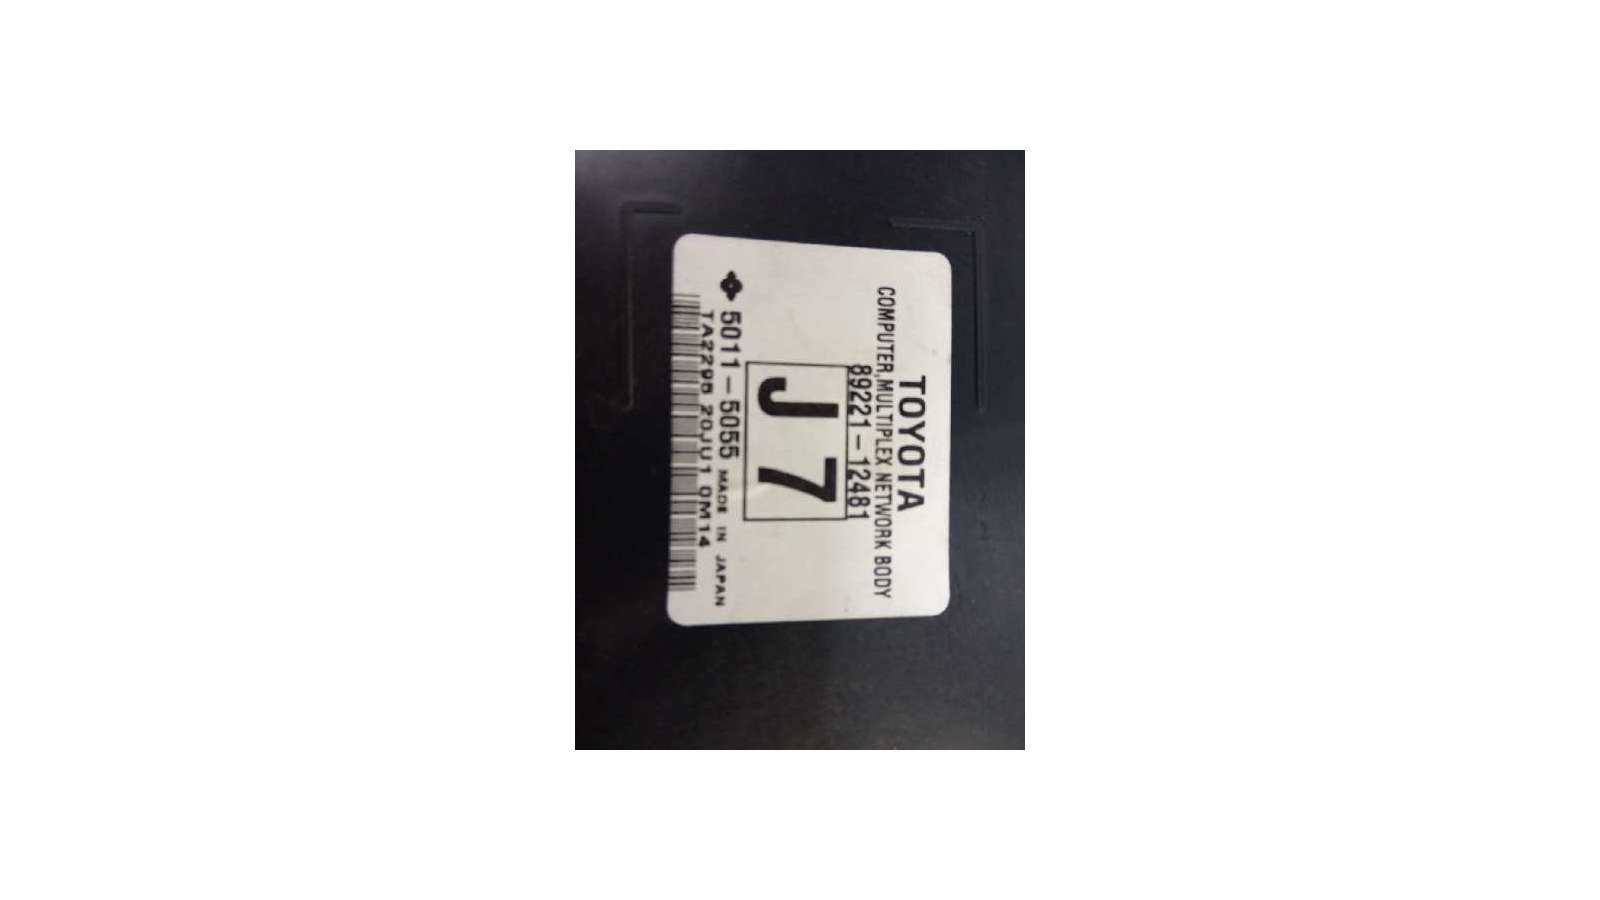 TOYOTA
COMPUTER,MULTIPLEX NETWORK BODY
89221-12481
J7
5011-5055 MADE IN JAPAN
TA2295 20JU1 0M14